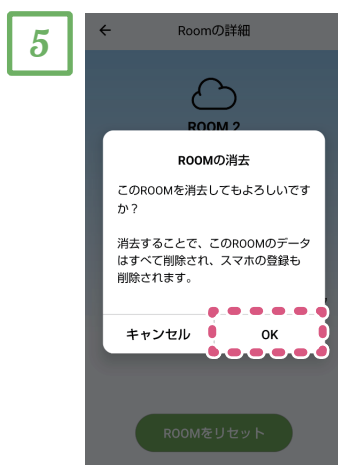 5
← Roomの詳細
ROOM 2
ROOMの消去
このROOMを消去してもよろしいです
か？
消去することで、このROOMのデータ
はすべて削除され、スマホの登録も
削除されます。
キャンセル OK
ROOMをリセット